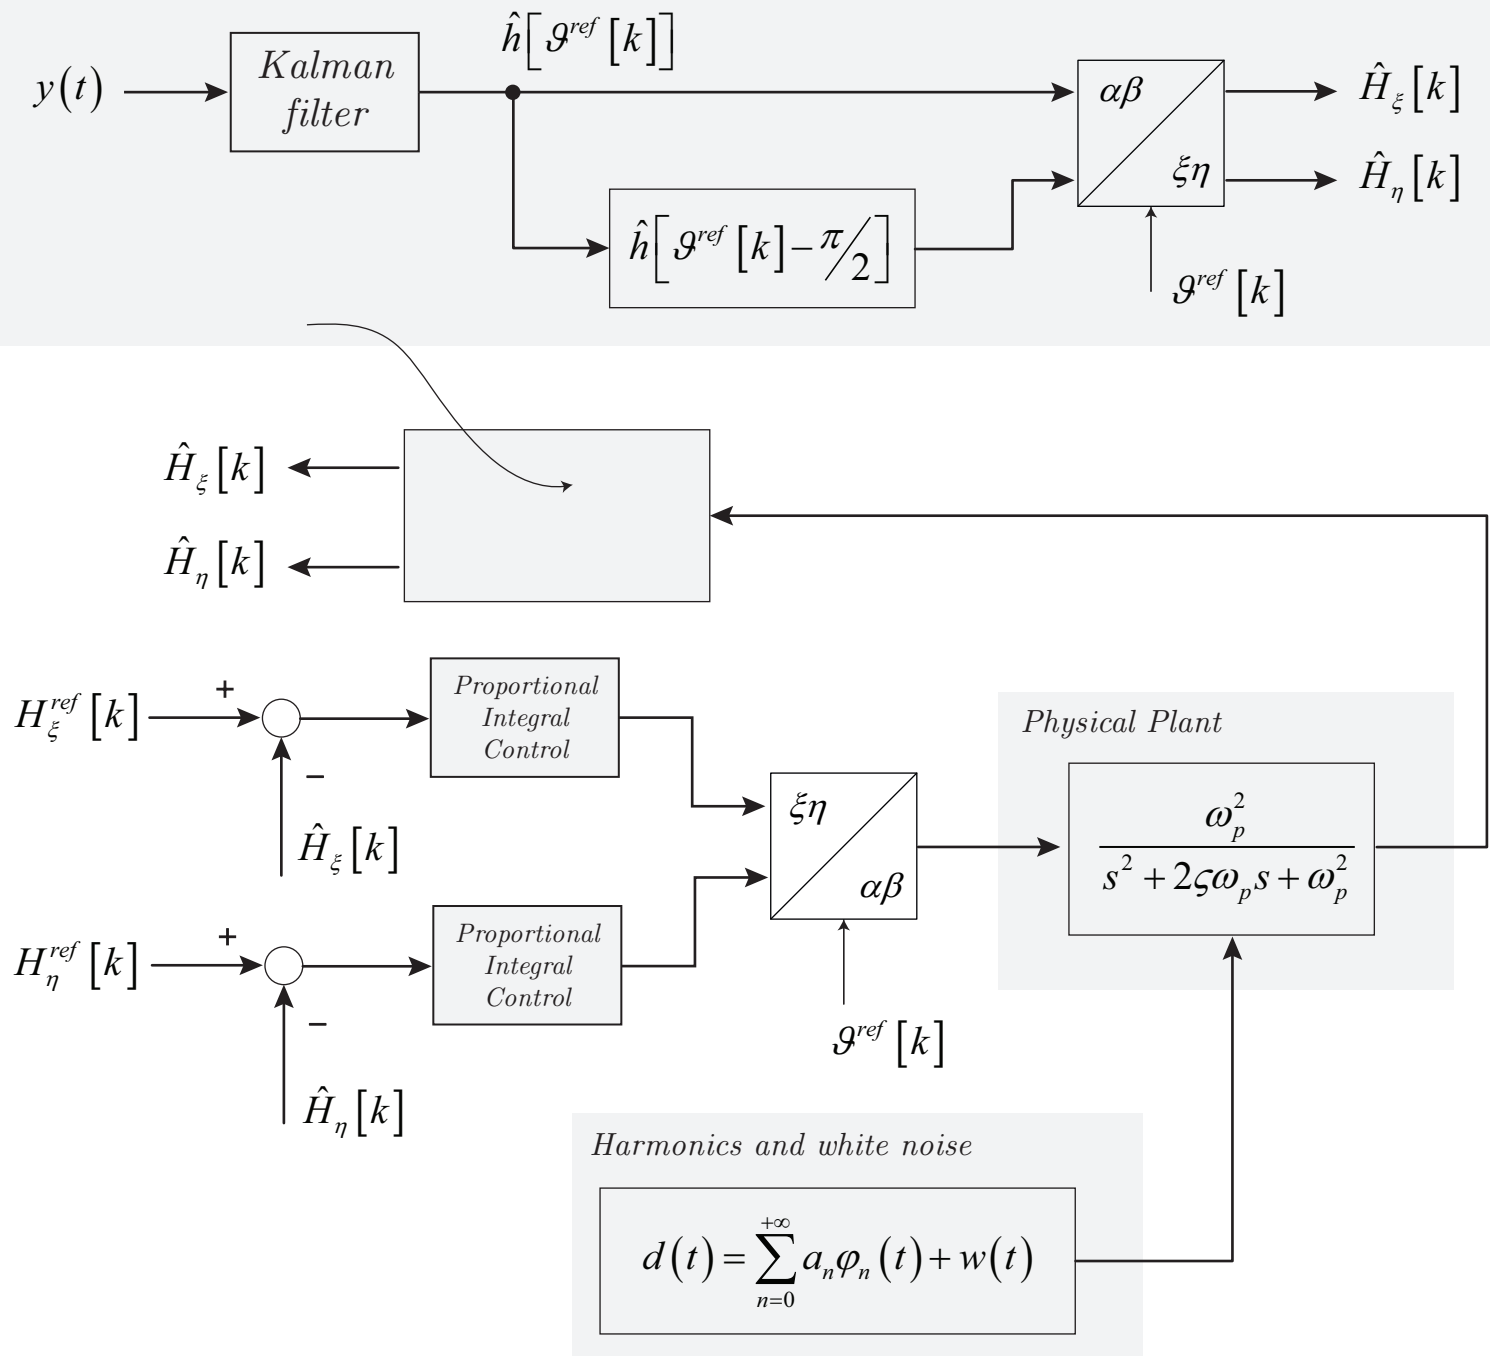 ĥ[ϑ^ref[k]]
y(t)
Kalman
filter
αβ
ξη
Ĥ_ξ[k]
Ĥ_η[k]
ĥ[ϑ^ref[k]−π/2]
ϑ^ref[k]
Ĥ_ξ[k]
Ĥ_η[k]
H_ξ^ref[k]
+
−
Ĥ_ξ[k]
Proportional
Integral
Control
ξη
αβ
Physical Plant
ω_p^2
s^2 + 2ςω_p s + ω_p^2
H_η^ref[k]
+
−
Ĥ_η[k]
Proportional
Integral
Control
ϑ^ref[k]
Harmonics and white noise
d(t) = ∑_{n=0}^{+∞} a_n φ_n(t) + w(t)